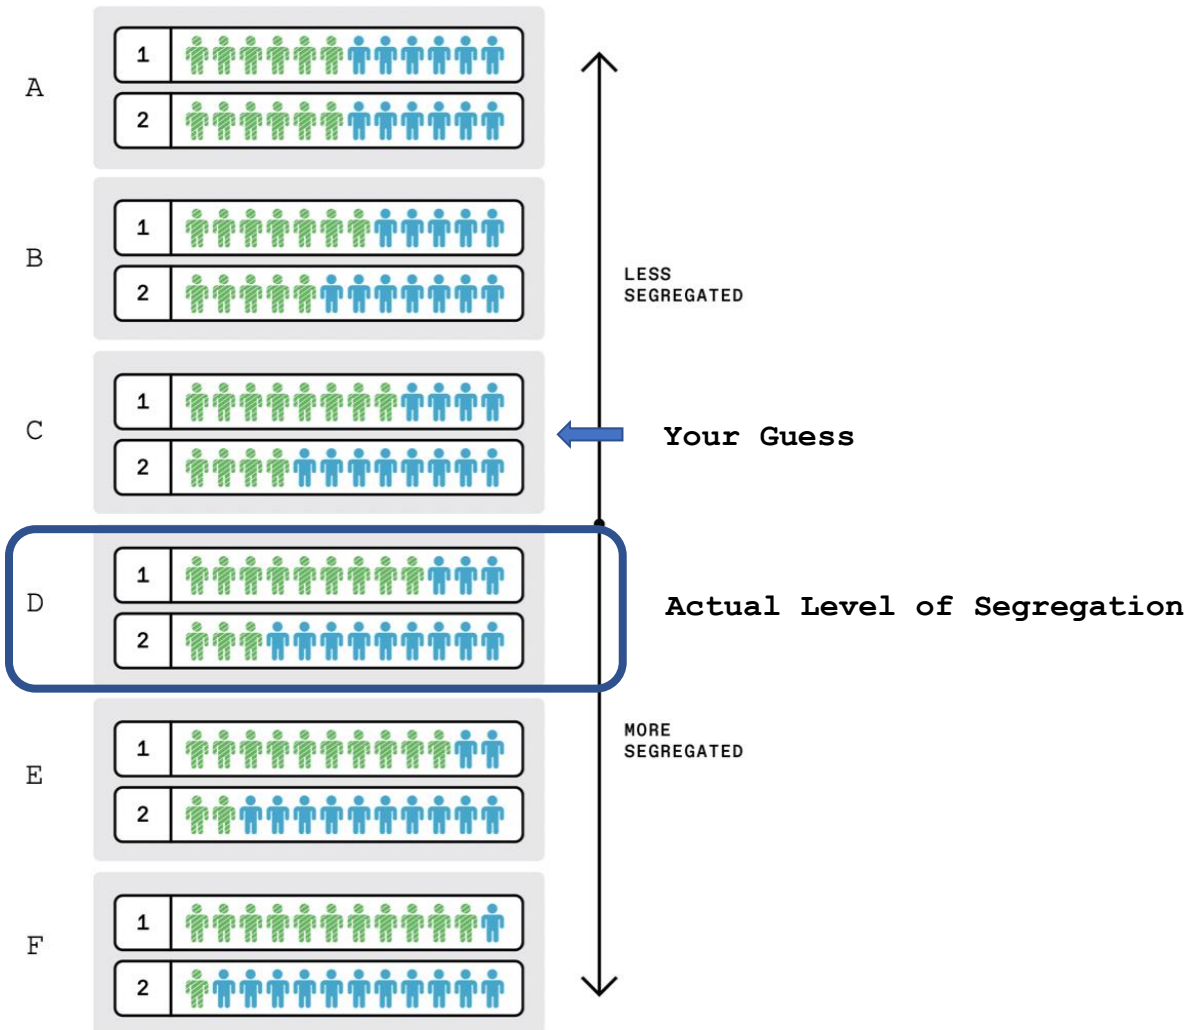 A
1
2
B
1
2
LESS
SEGREGATED
C
1
2
Your Guess
D
1
2
Actual Level of Segregation
E
1
2
MORE
SEGREGATED
F
1
2